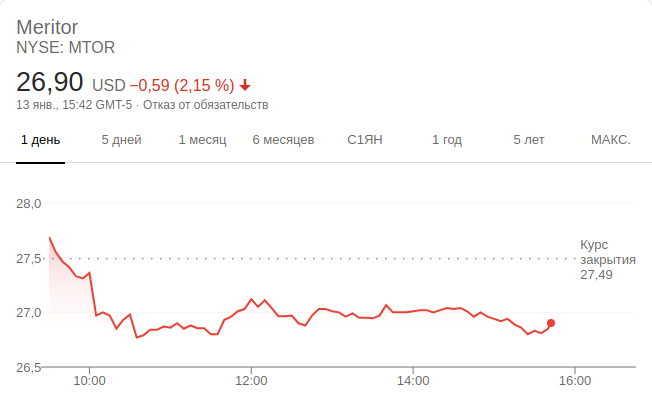 Meritor
NYSE: MTOR
26,90 USD −0,59 (2,15 %)
13 янв., 15:42 GMT-5 · Отказ от обязательств
1 день 5 дней 1 месяц 6 месяцев С1ЯН 1 год 5 лет МАКС.
28,0
Курс
27,5 закрытия
27,49
27,0
26,5
10:00 12:00 14:00 16:00